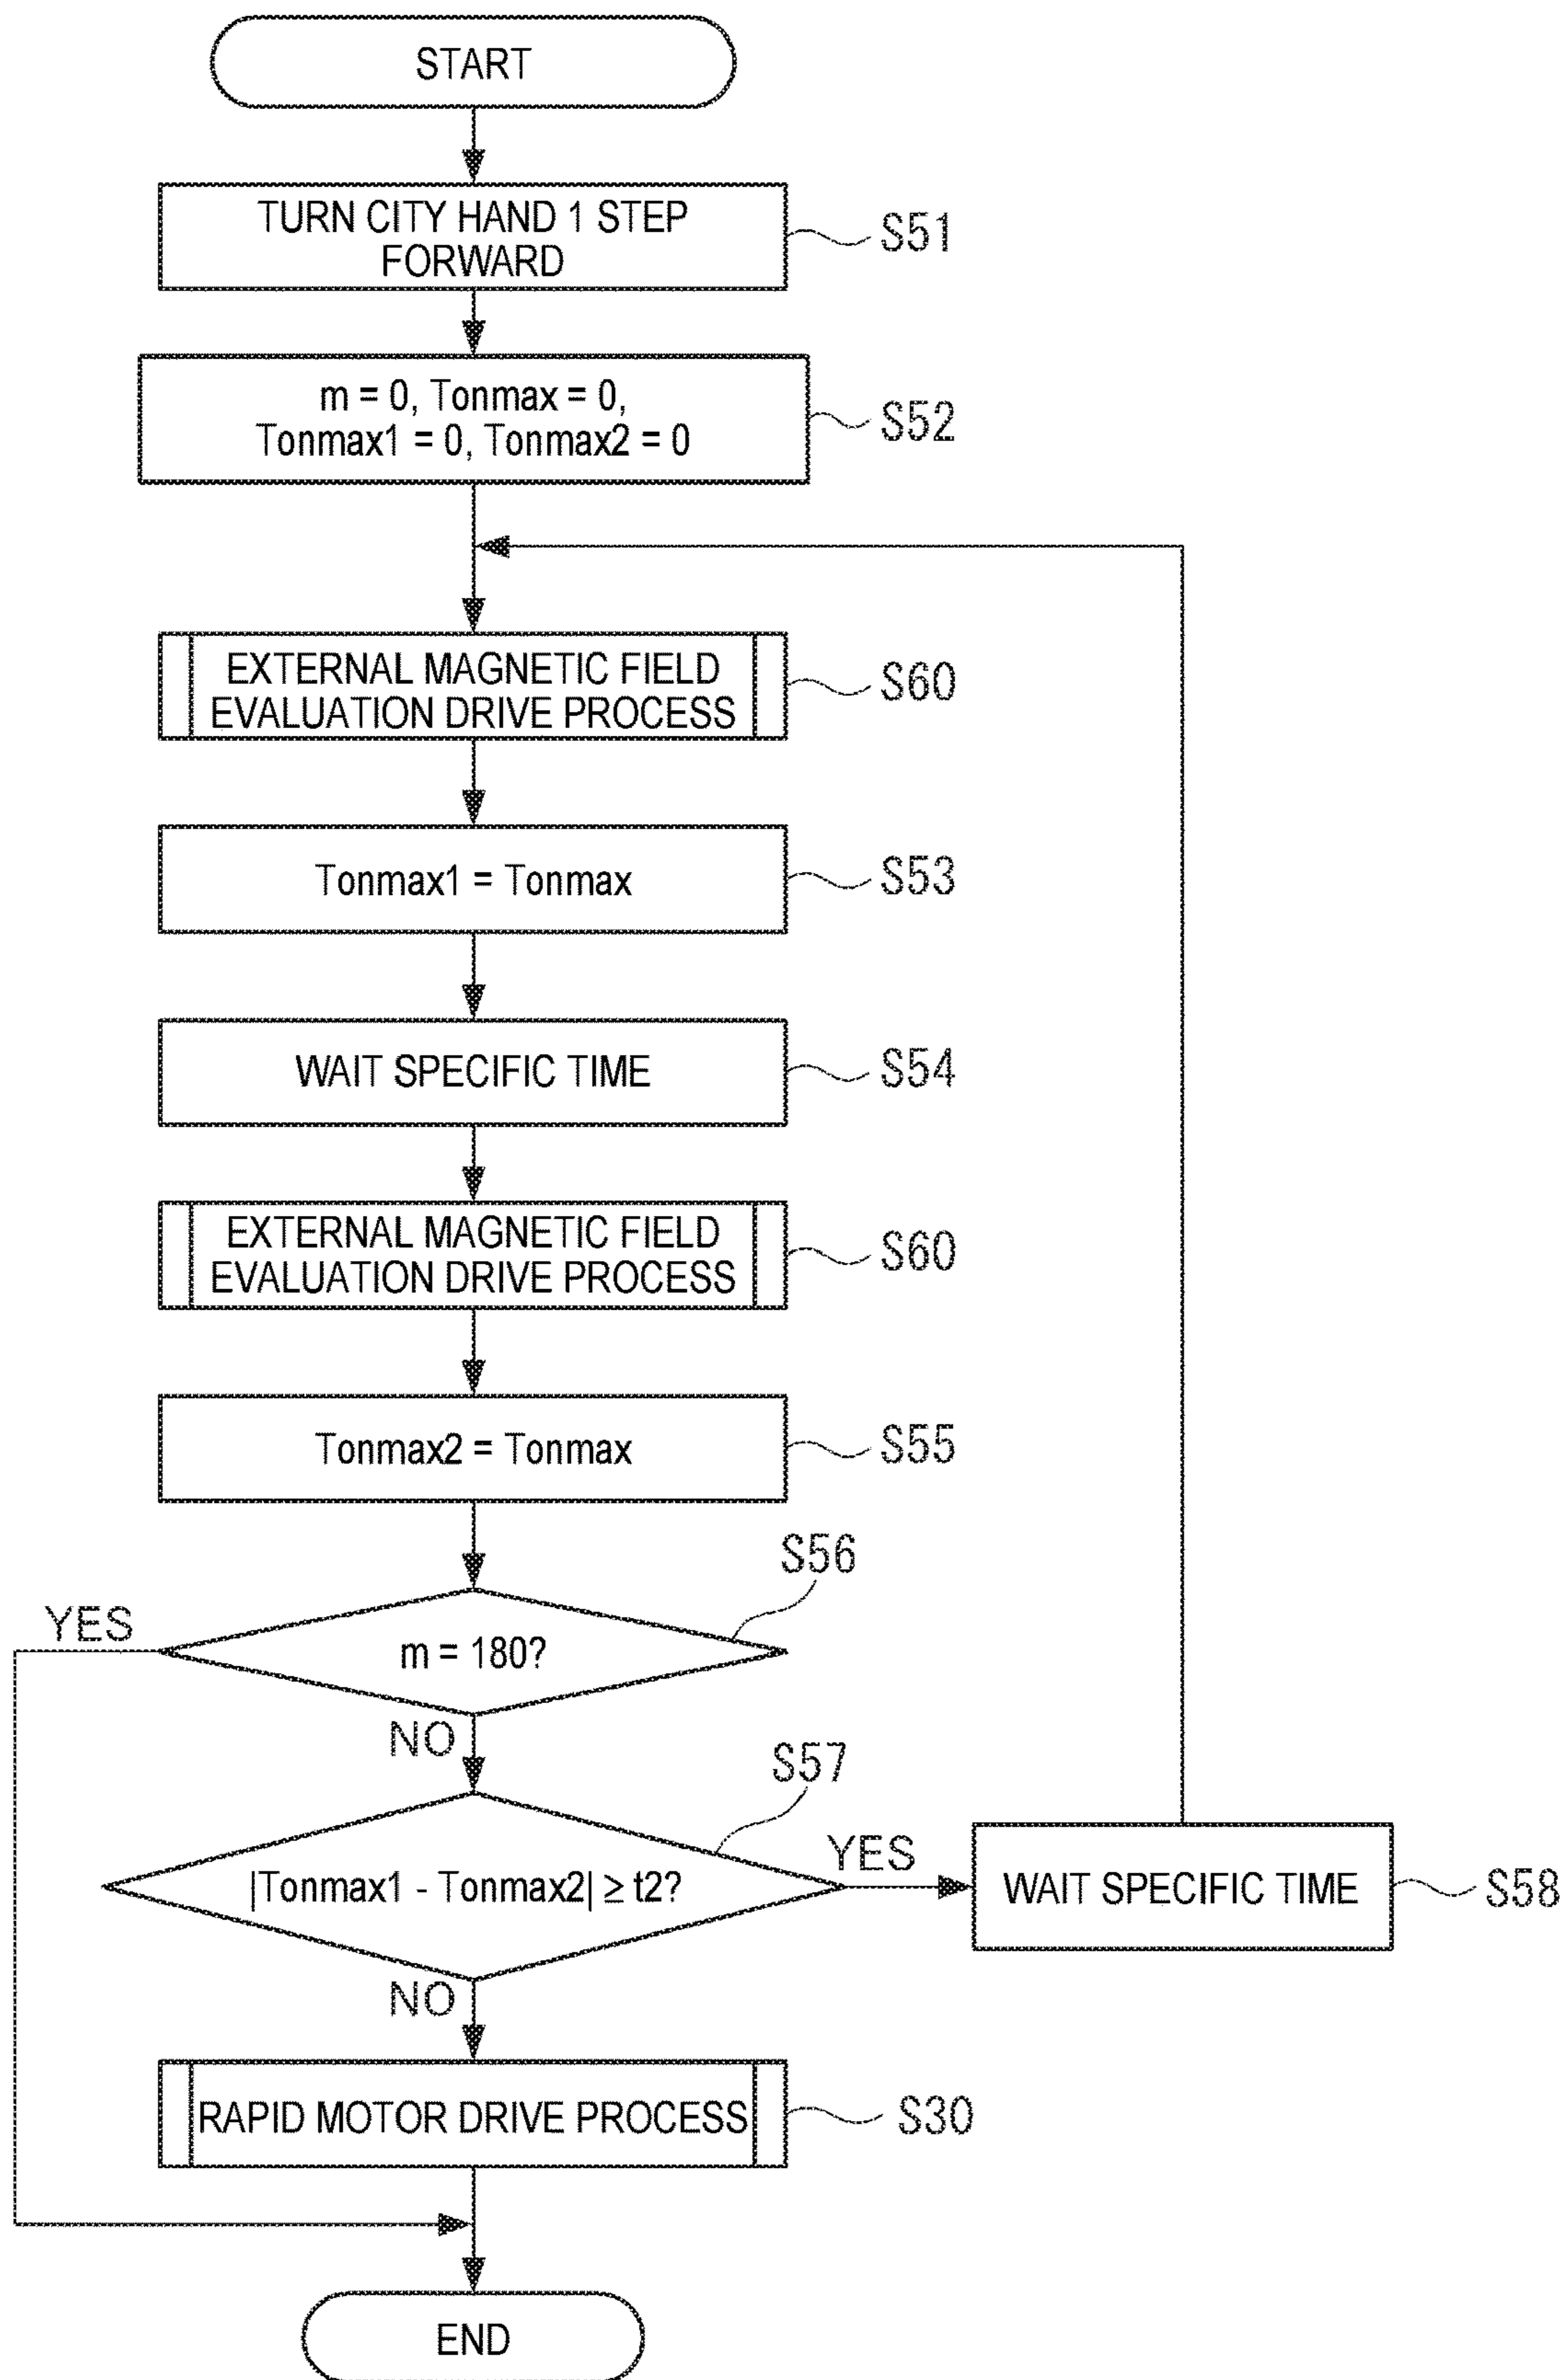 START
TURN CITY HAND 1 STEP
FORWARD
S51
m = 0, Tonmax = 0,
Tonmax1 = 0, Tonmax2 = 0
S52
EXTERNAL MAGNETIC FIELD
EVALUATION DRIVE PROCESS
S60
Tonmax1 = Tonmax
S53
WAIT SPECIFIC TIME
S54
EXTERNAL MAGNETIC FIELD
EVALUATION DRIVE PROCESS
S60
Tonmax2 = Tonmax
S55
S56
YES
m = 180?
NO
S57
|Tonmax1 - Tonmax2| ≥ t2?
YES
WAIT SPECIFIC TIME
S58
NO
RAPID MOTOR DRIVE PROCESS
S30
END